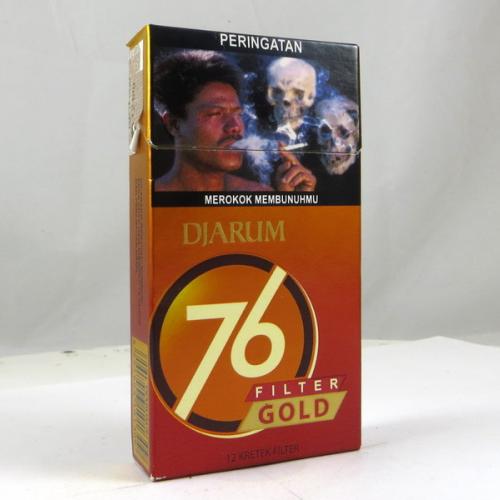 PERINGATAN
MEROKOK MEMBUNUHMU
DJARUM
76
FILTER
GOLD
12 KRETEK FILTER